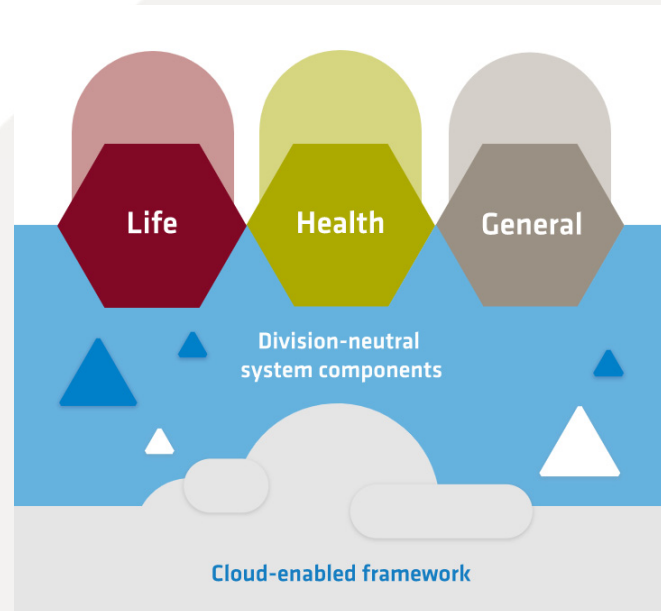 Life
Health
General
Division-neutral
system components
Cloud-enabled framework